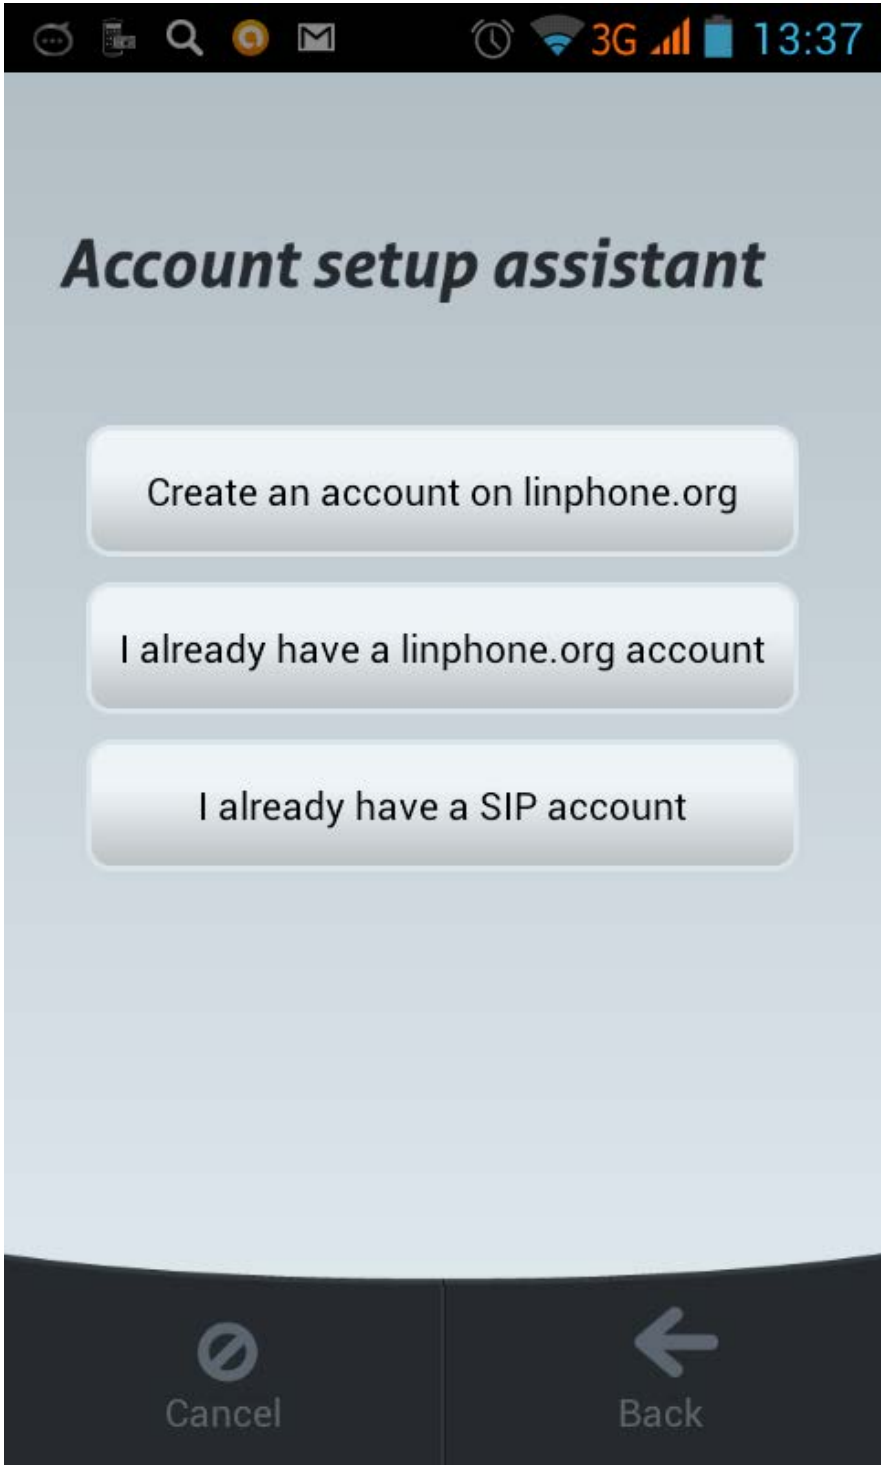 3G 13:37
Account setup assistant
Create an account on linphone.org
I already have a linphone.org account
I already have a SIP account
Cancel Back